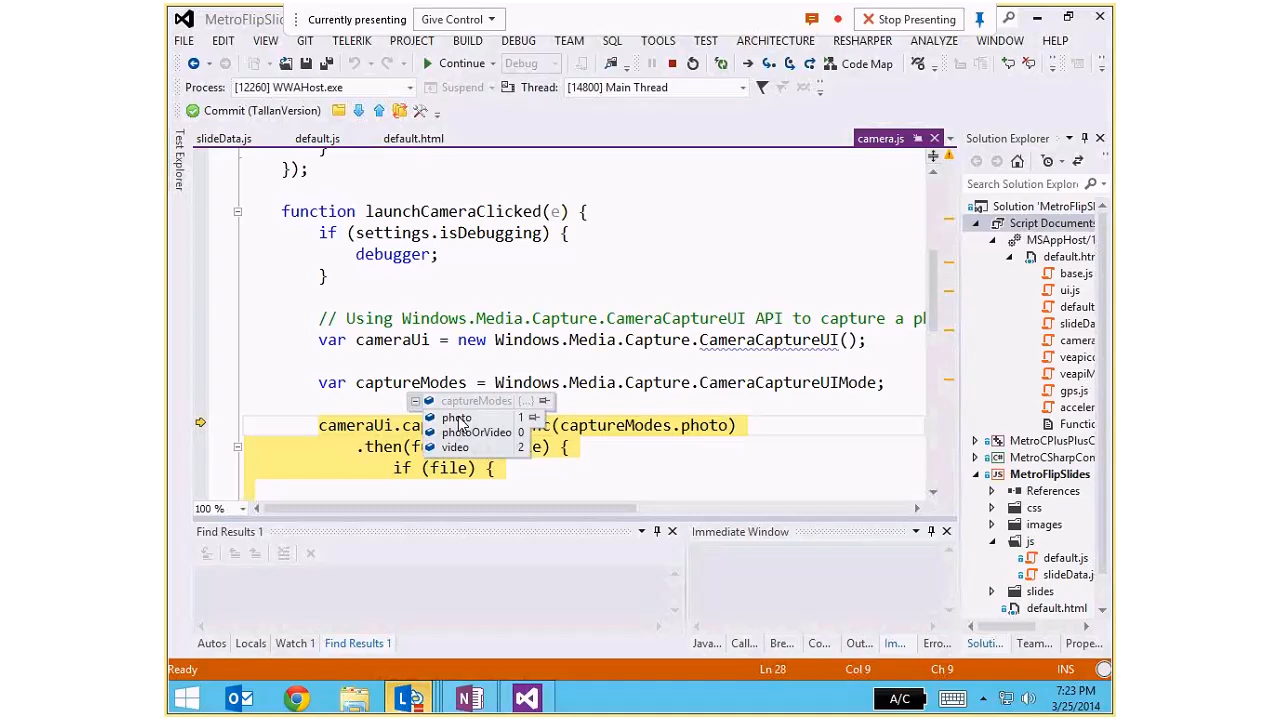 MetroFlipSlic
Currently presenting
Give Control
Stop Presenting
FILE EDIT VIEW GIT TELERIK PROJECT BUILD DEBUG TEAM SQL TOOLS TEST ARCHITECTURE RESHARPER ANALYZE WINDOW HELP
Continue Debug Code Map
Process: [12260] WWAHost.exe Suspend Thread: [14800] Main Thread
Commit (TallanVersion)
Test Explorer
slideData.js default.js default.html camera.js
}
});
function launchCameraClicked(e) {
if (settings.isDebugging) {
debugger;
}
// Using Windows.Media.Capture.CameraCaptureUI API to capture a ph
var cameraUi = new Windows.Media.Capture.CameraCaptureUI();
var captureModes = Windows.Media.Capture.CameraCaptureUIMode;
captureModes {...}
photo 1
photoOrVideo 0
video 2
cameraUi.ca nc(captureModes.photo)
.then(f e) {
if (file) {
100 %
Solution Explorer
Search Solution Explor
Solution 'MetroFlipS
Script Document
MSAppHost/1
default.htr
base.js
ui.js
default
slideDa
camera
veapic
veapiM
gps.js
acceler
Functi
MetroCPlusPlusC
MetroCSharpCon
MetroFlipSlides
References
css
images
js
default.js
slideData.j
slides
default.html
Find Results 1
Immediate Window
Autos Locals Watch 1 Find Results 1
Java... Call... Bre... Co... Out... Im... Erro...
Soluti... Team... Prope...
Ready Ln 28 Col 9 Ch 9 INS
A/C
7:23 PM
3/25/2014